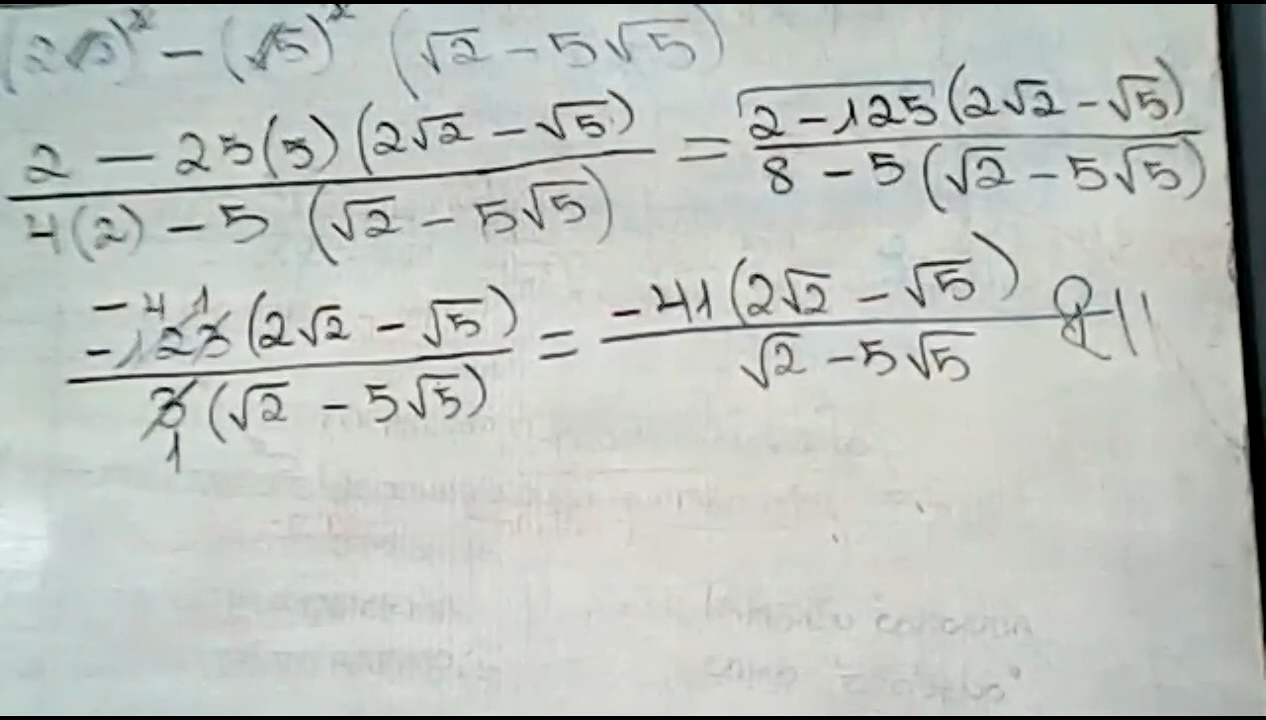 (2√2)² - (√5)² (√2 - 5√5)
2 - 25(5)(2√2 - √5) / 4(2) - 5 (√2 - 5√5) = 2 - 125(2√2 - √5) / 8 - 5(√2 - 5√5)
-41
-123(2√2 - √5) / 3(√2 - 5√5) = -41(2√2 - √5) / √2 - 5√5 R//
1